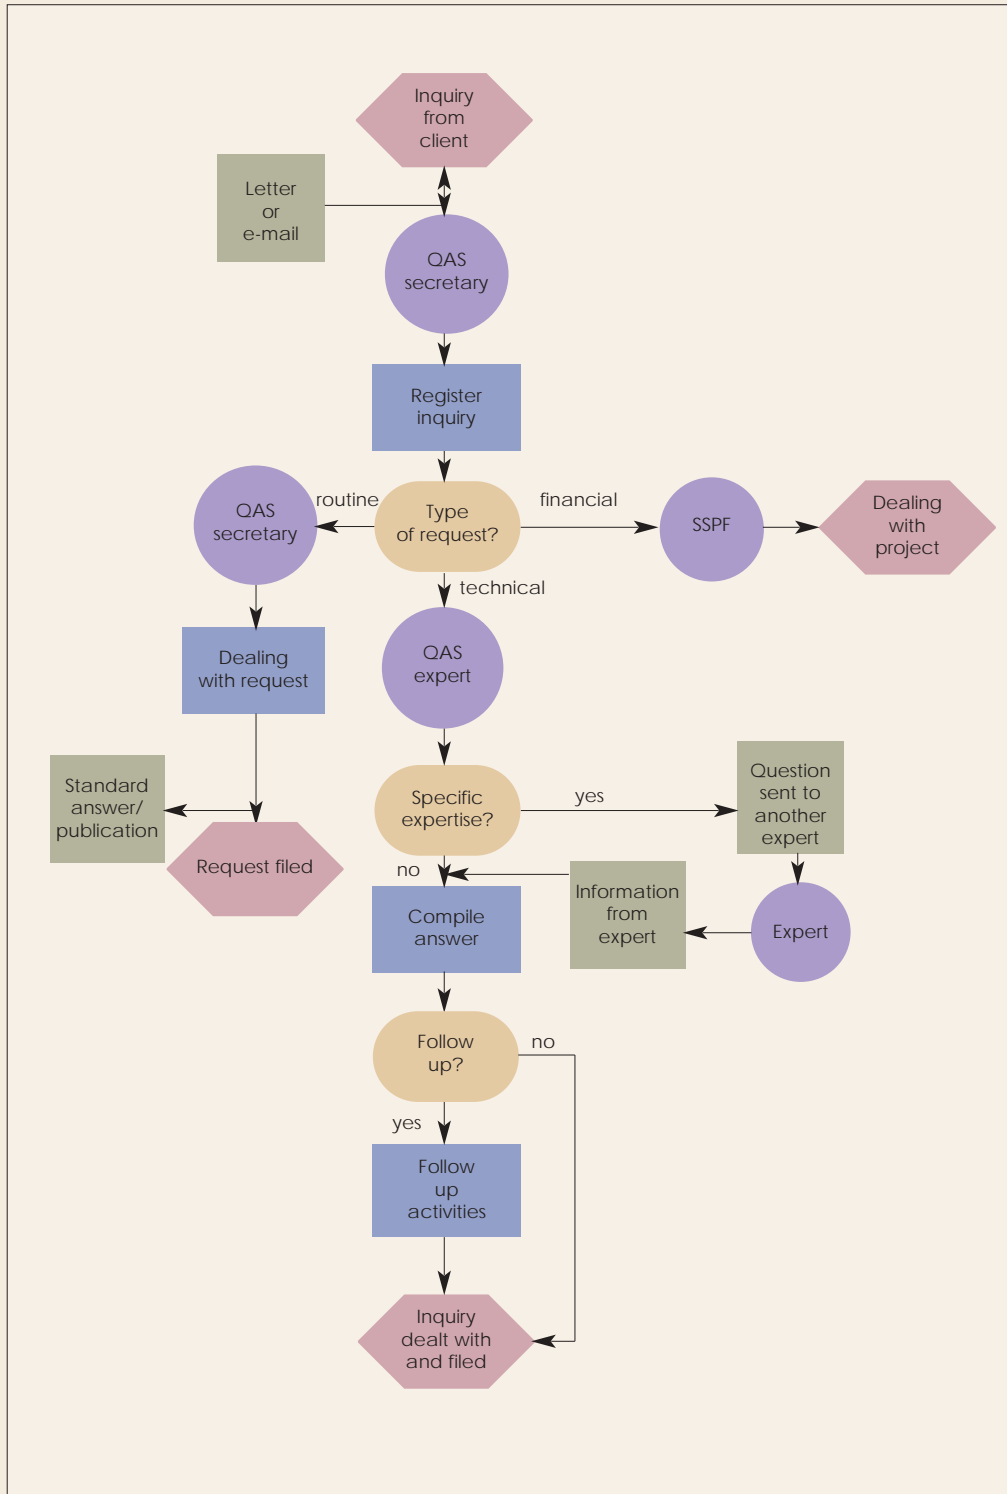 Inquiry
from
client
Letter
or
e-mail
QAS
secretary
Register
inquiry
QAS
secretary
routine
Type
of request?
financial
SSPF
Dealing
with
project
technical
Dealing
with request
QAS
expert
Standard
answer/
publication
Request filed
Specific
expertise?
yes
Question
sent to
another
expert
no
Information
from
expert
Expert
Compile
answer
Follow
up?
no
yes
Follow
up
activities
Inquiry
dealt with
and filed